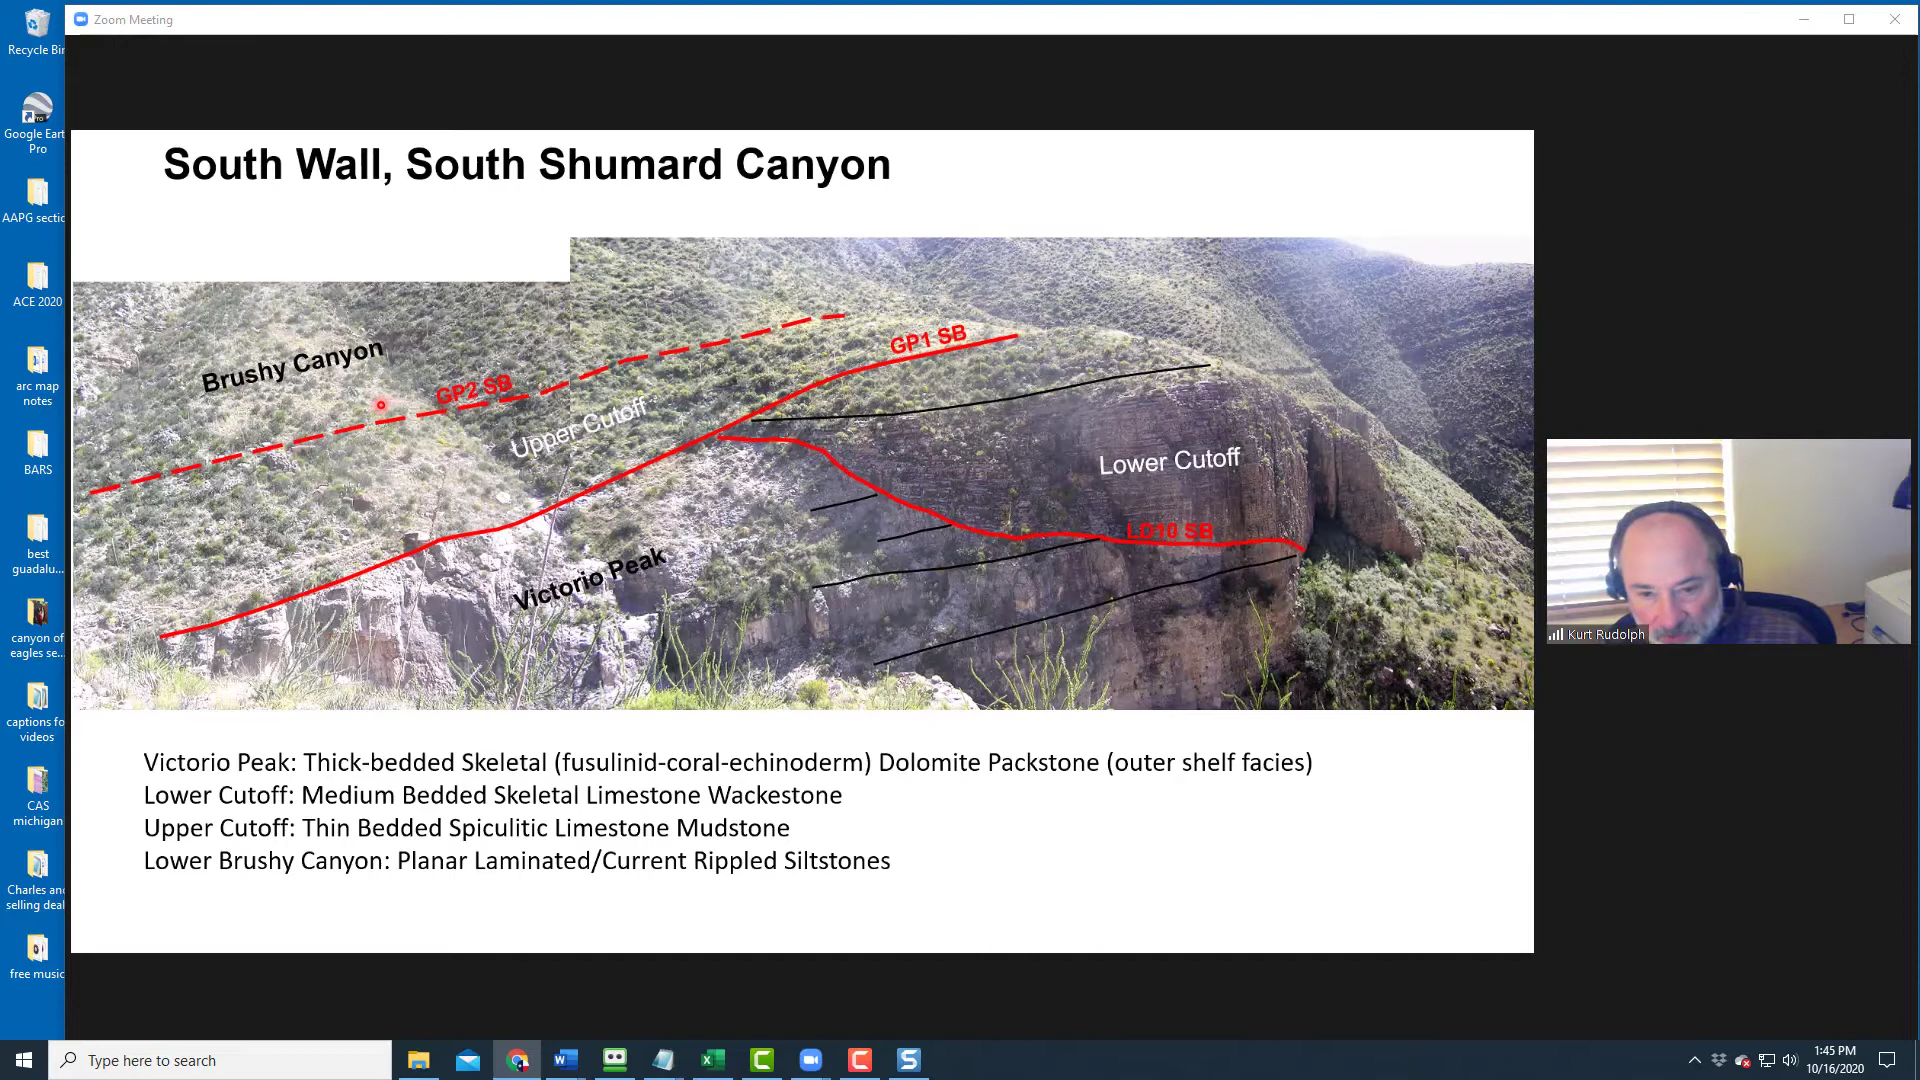 Zoom Meeting
Recycle Bin
Google Eart
Pro
AAPG sectio
ACE 2020
arc map
notes
BARS
best
guadalu...
canyon of
eagles se...
captions fo
videos
CAS
michigan
Charles and
selling deal
free music
South Wall, South Shumard Canyon
Brushy Canyon
GP2 SB
GP1 SB
Upper Cutoff
Lower Cutoff
LD10 SB
Victorio Peak
Victorio Peak: Thick-bedded Skeletal (fusulinid-coral-echinoderm) Dolomite Packstone (outer shelf facies)
Lower Cutoff: Medium Bedded Skeletal Limestone Wackestone
Upper Cutoff: Thin Bedded Spiculitic Limestone Mudstone
Lower Brushy Canyon: Planar Laminated/Current Rippled Siltstones
Kurt Rudolph
Type here to search
1:45 PM
10/16/2020